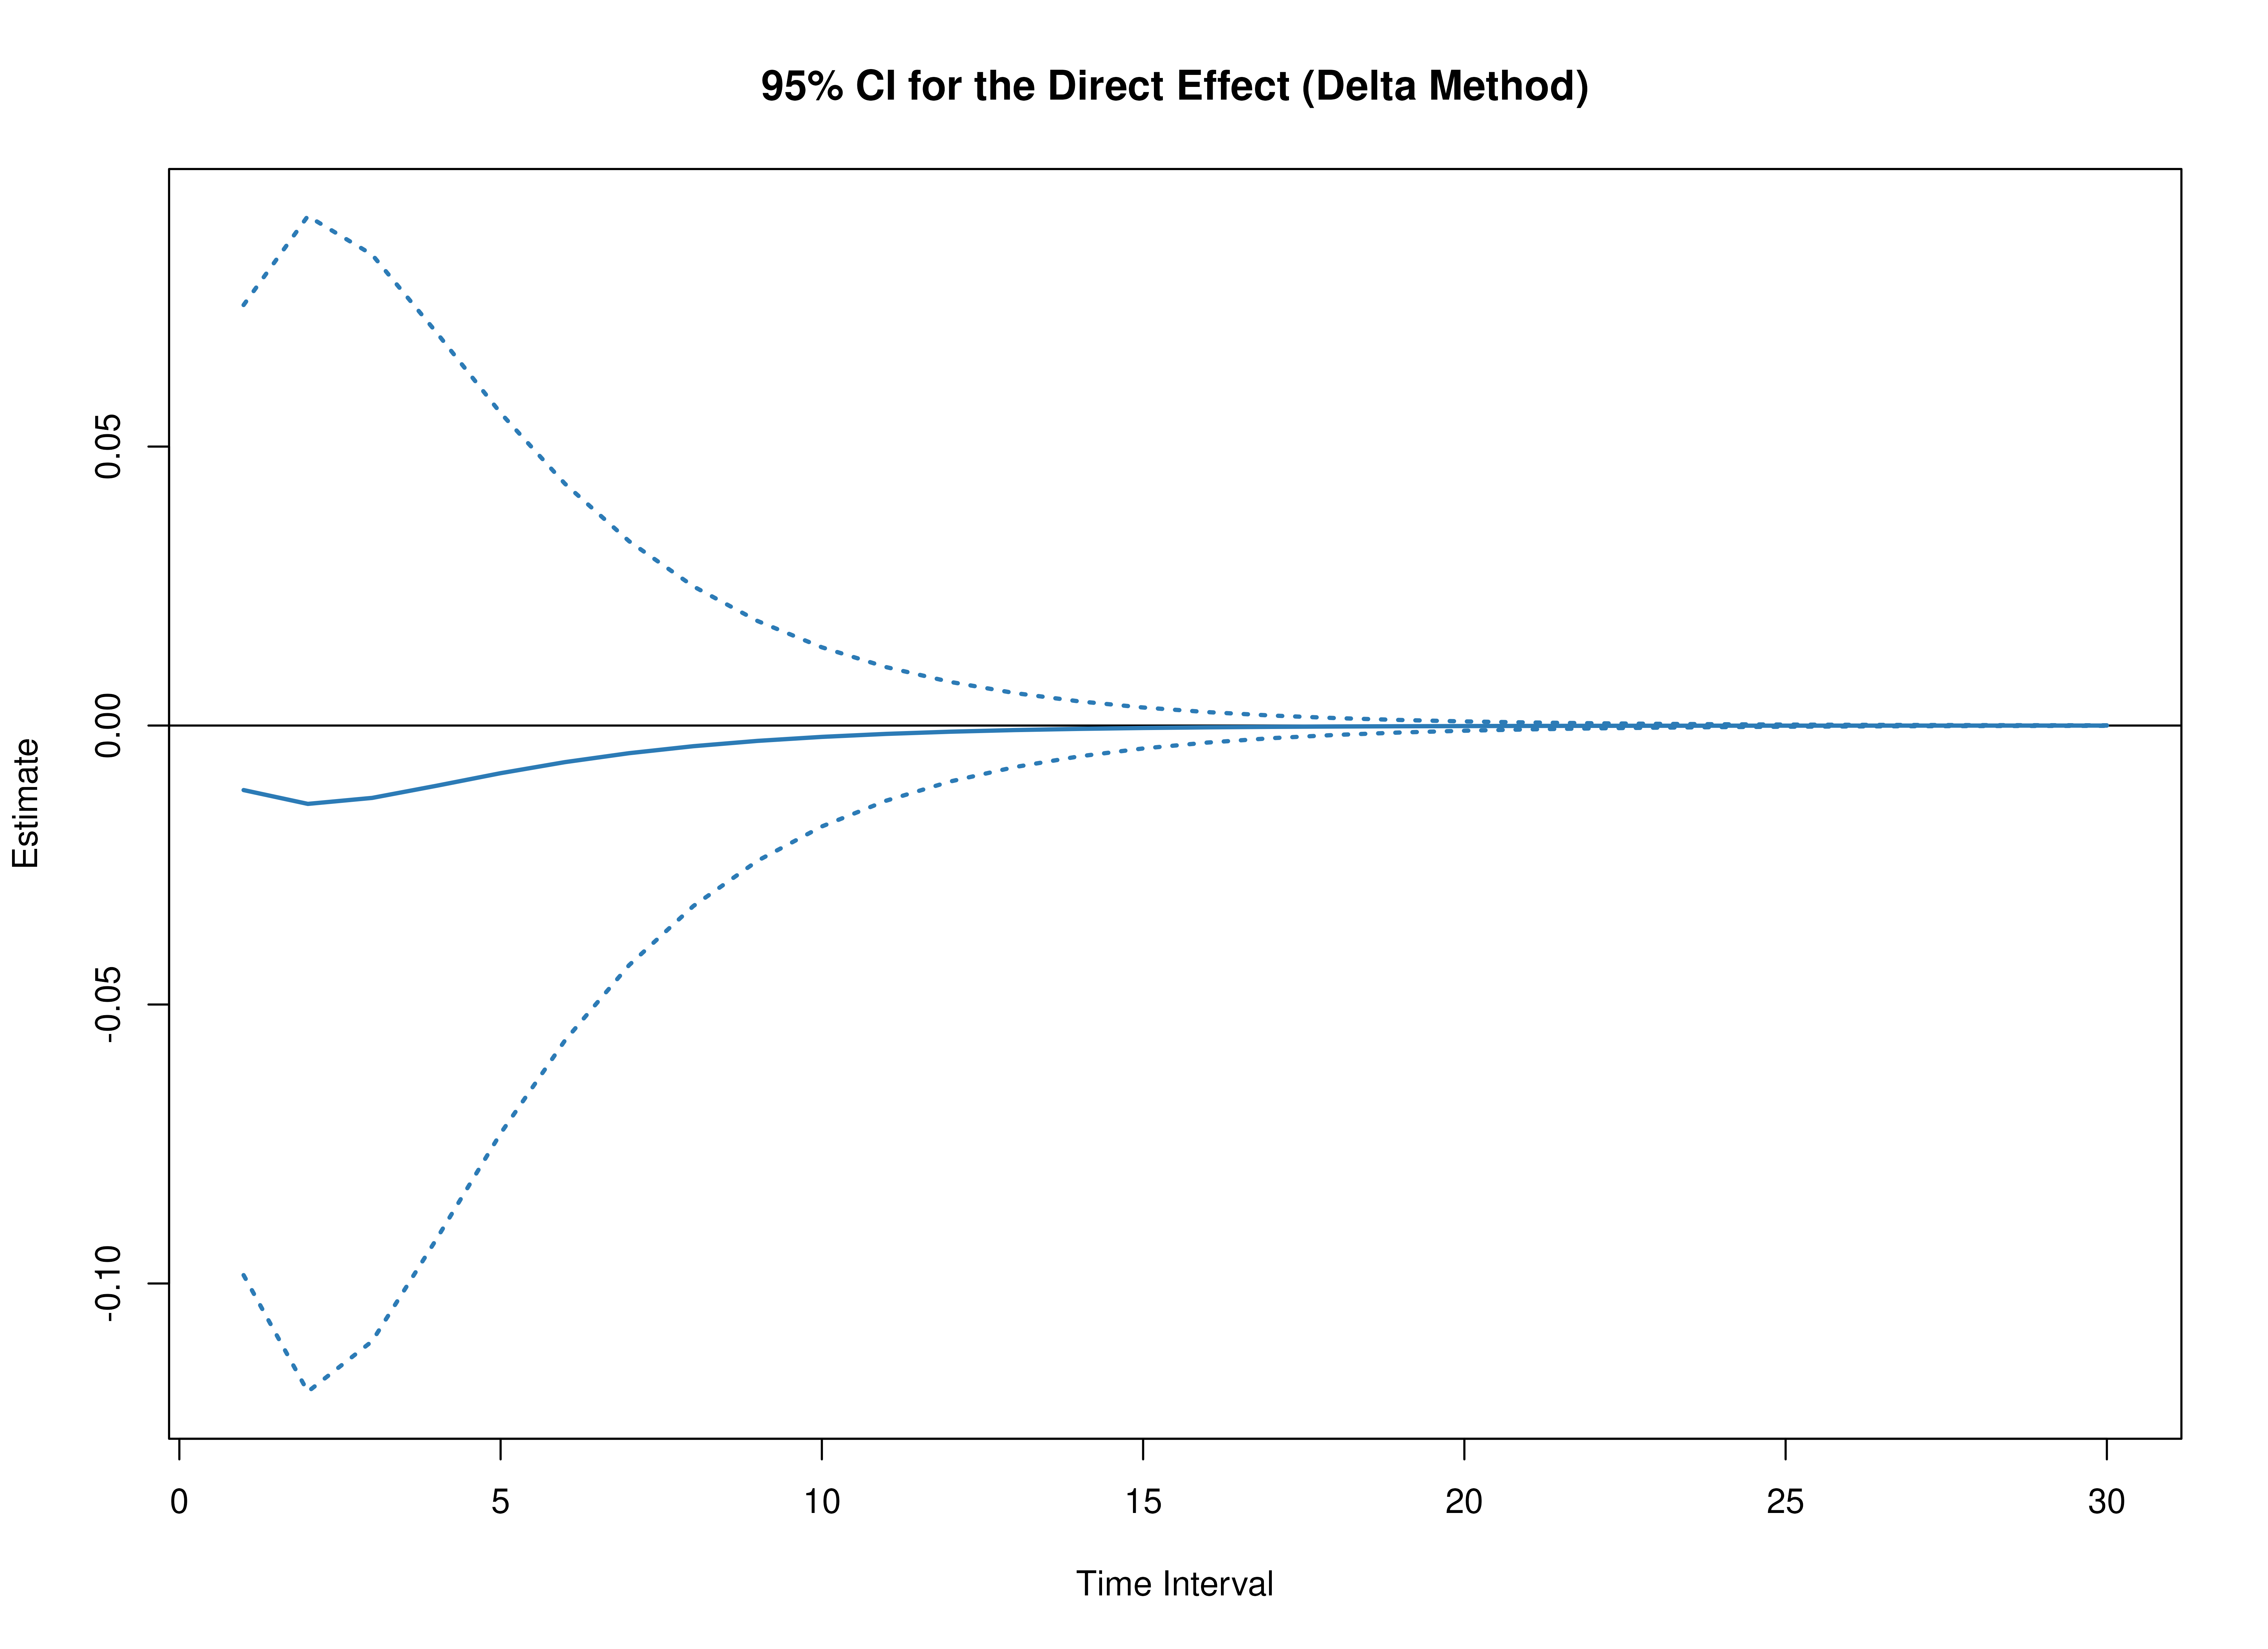 95% CI for the Direct Effect (Delta Method)
Estimate
0.05
0.00
-0.05
-0.10
0 5 10 15 20 25 30
Time Interval